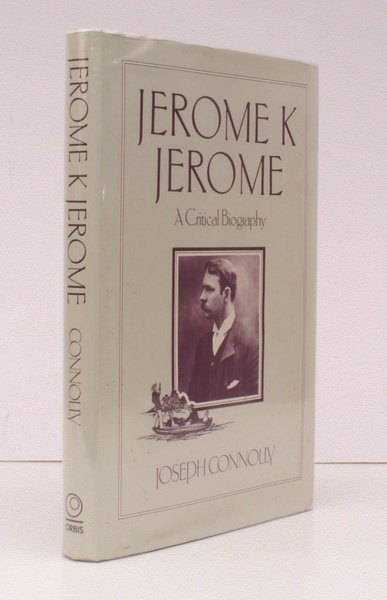 JEROME K JEROME
CONNOLLY
ORBIS
JEROME K
JEROME
A Critical Biography
JOSEPH CONNOLLY